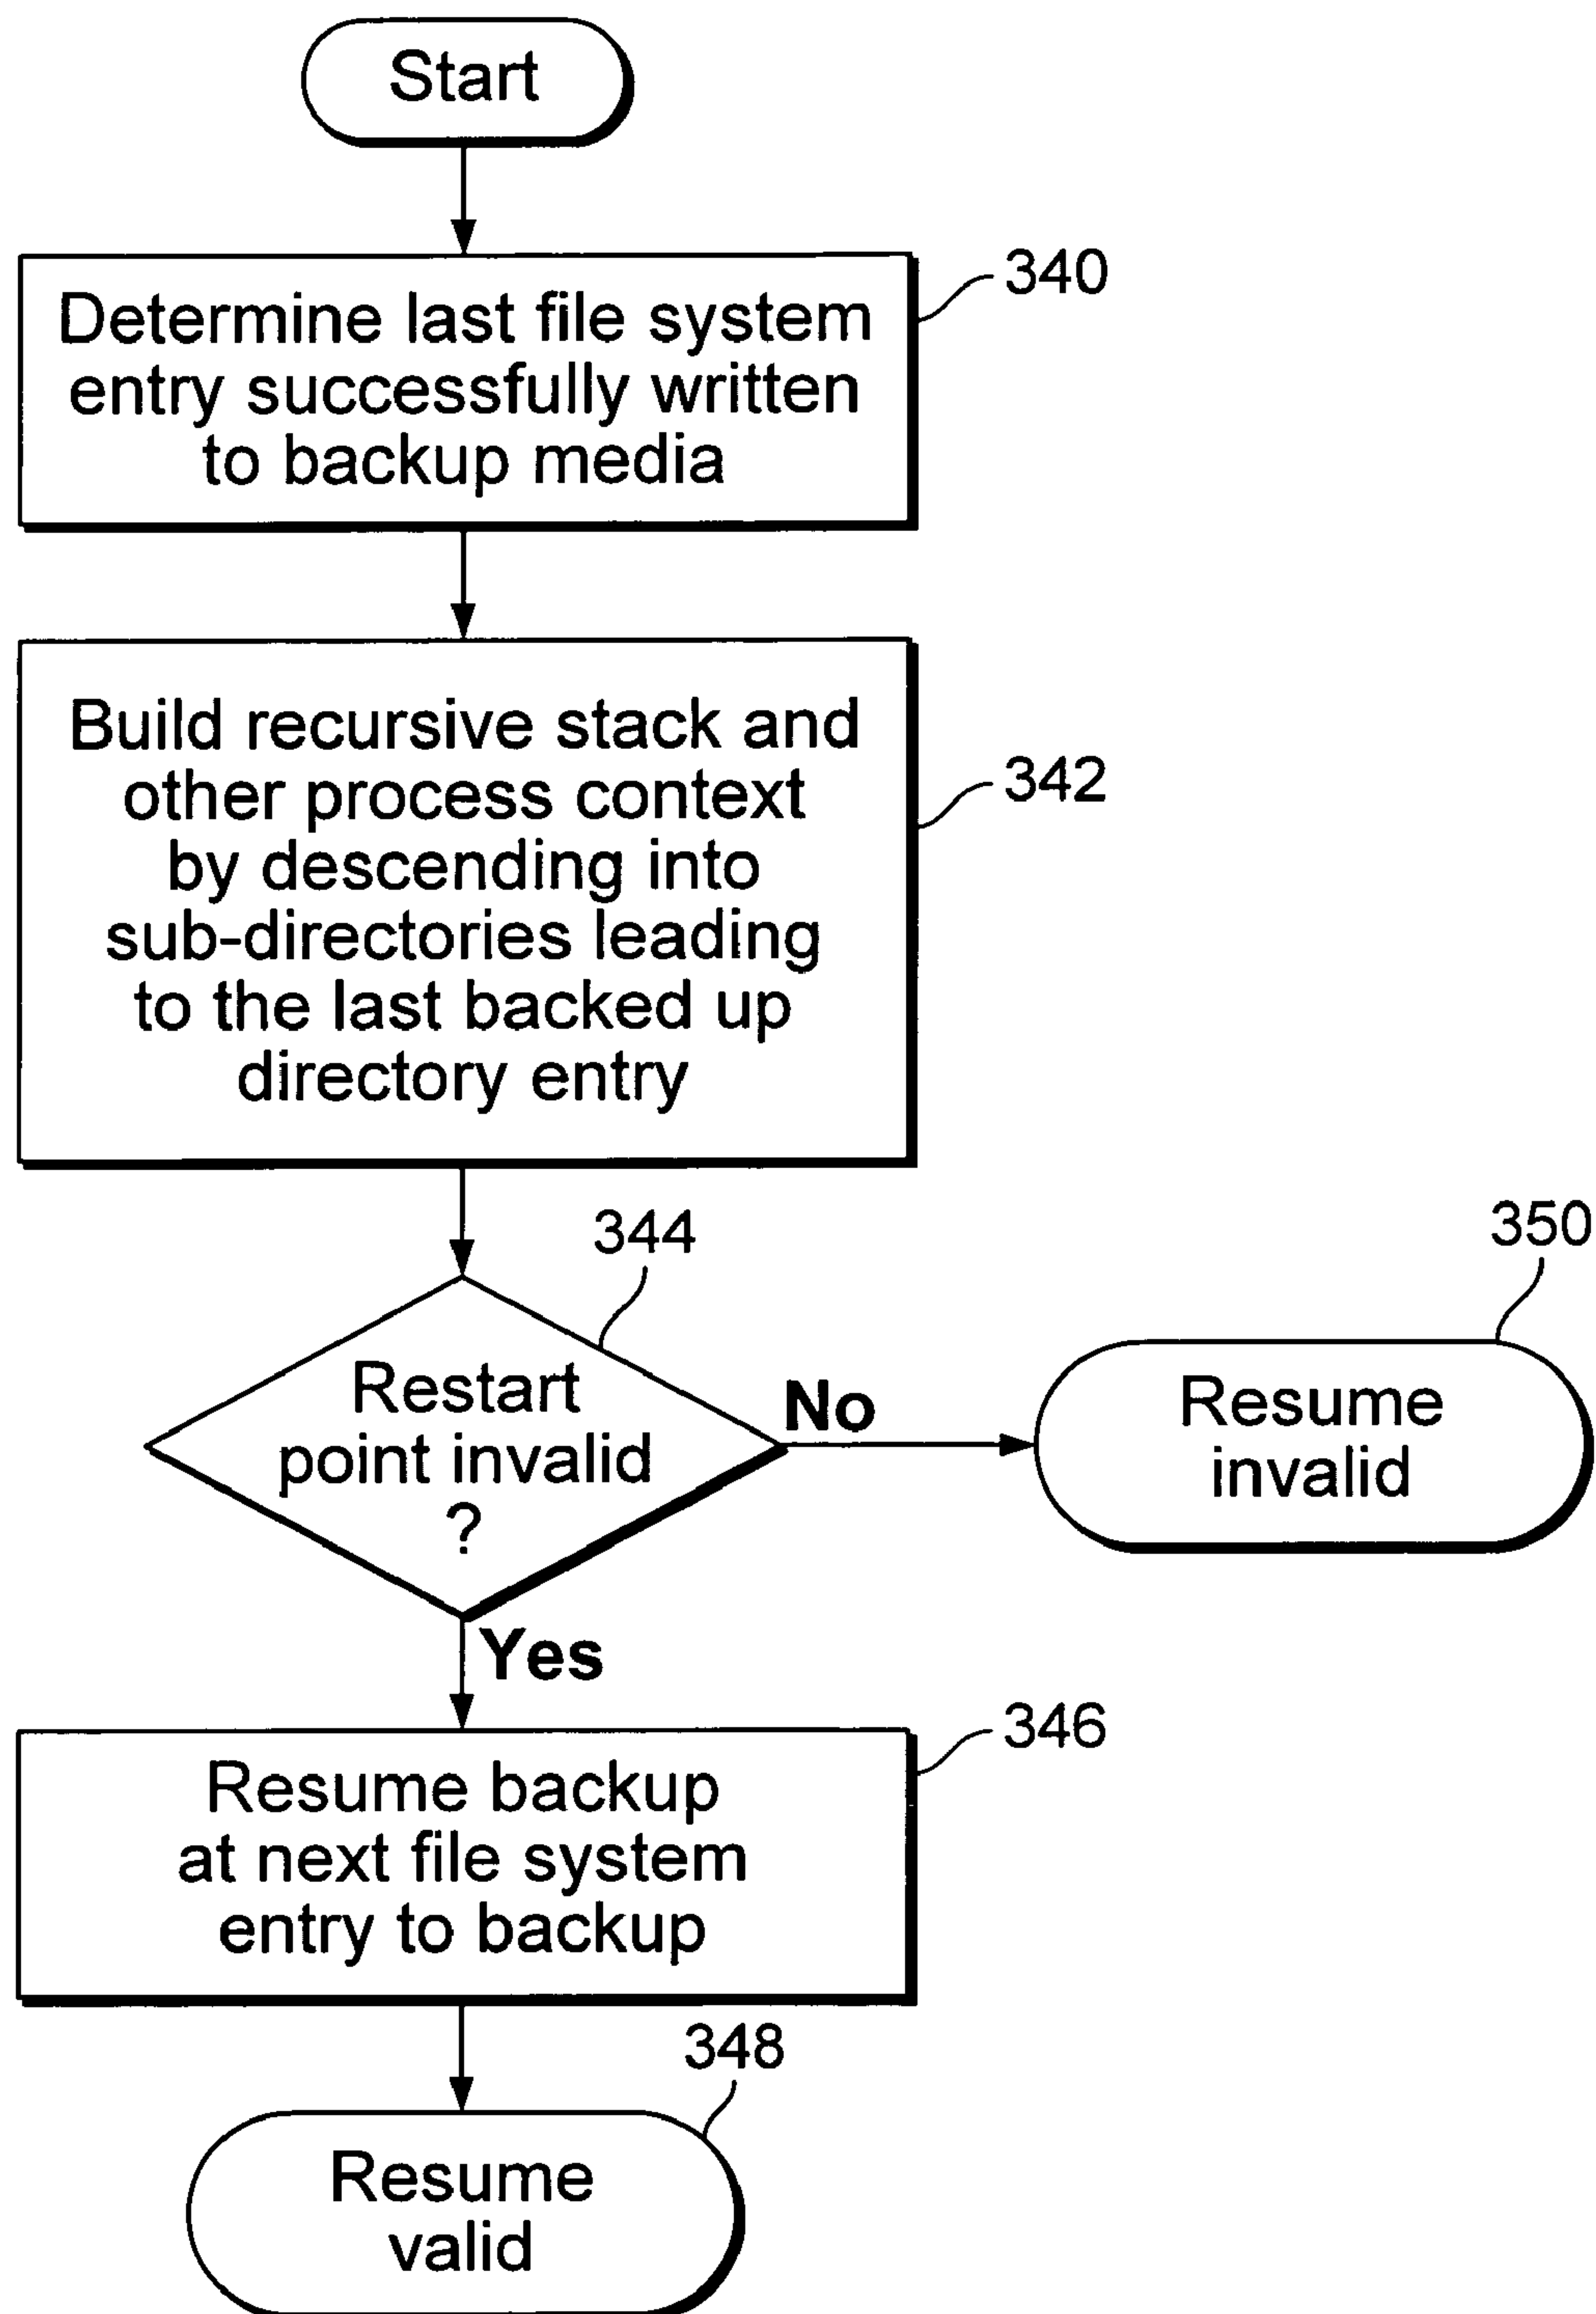 Start
340
Determine last file system
entry successfully written
to backup media
342
Build recursive stack and
other process context
by descending into
sub-directories leading
to the last backed up
directory entry
344
350
Restart
point invalid
?
No
Resume
invalid
Yes
346
Resume backup
at next file system
entry to backup
348
Resume
valid